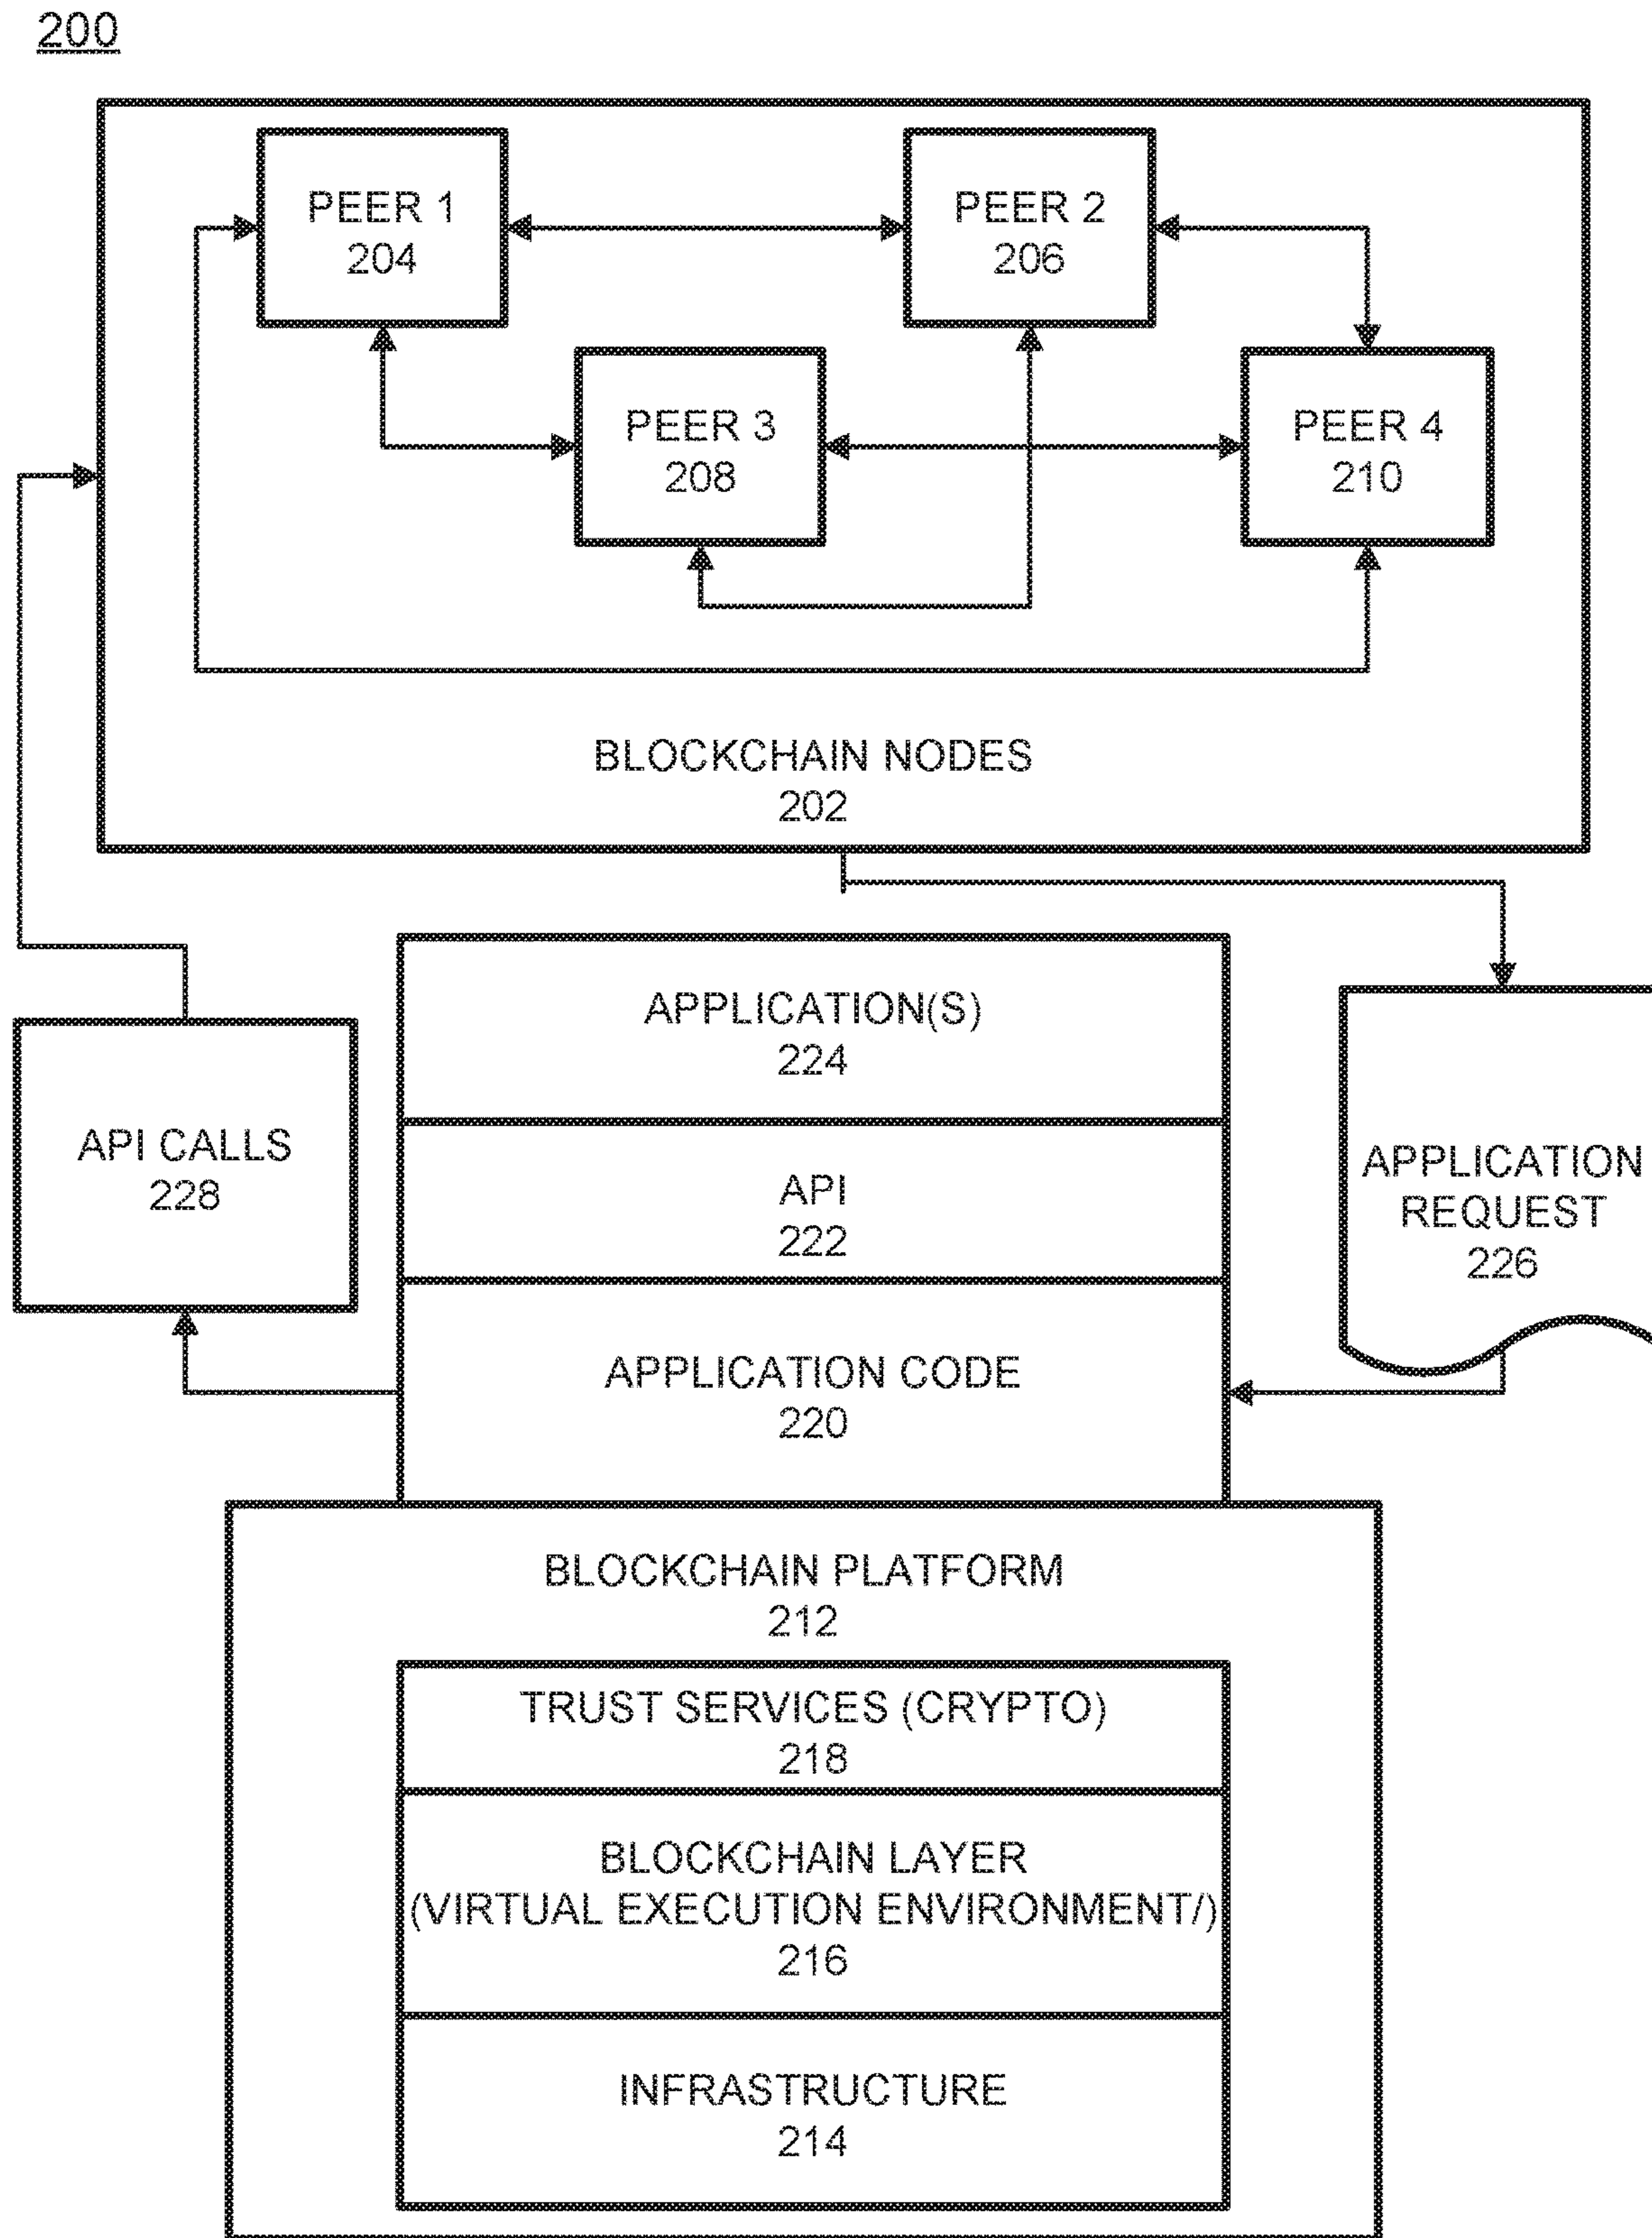 200
PEER 1
204
PEER 2
206
PEER 3
208
PEER 4
210
BLOCKCHAIN NODES
202
APPLICATION(S)
224
API CALLS
228
API
222
APPLICATION
REQUEST
226
APPLICATION CODE
220
BLOCKCHAIN PLATFORM
212
TRUST SERVICES (CRYPTO)
218
BLOCKCHAIN LAYER
(VIRTUAL EXECUTION ENVIRONMENT/)
216
INFRASTRUCTURE
214